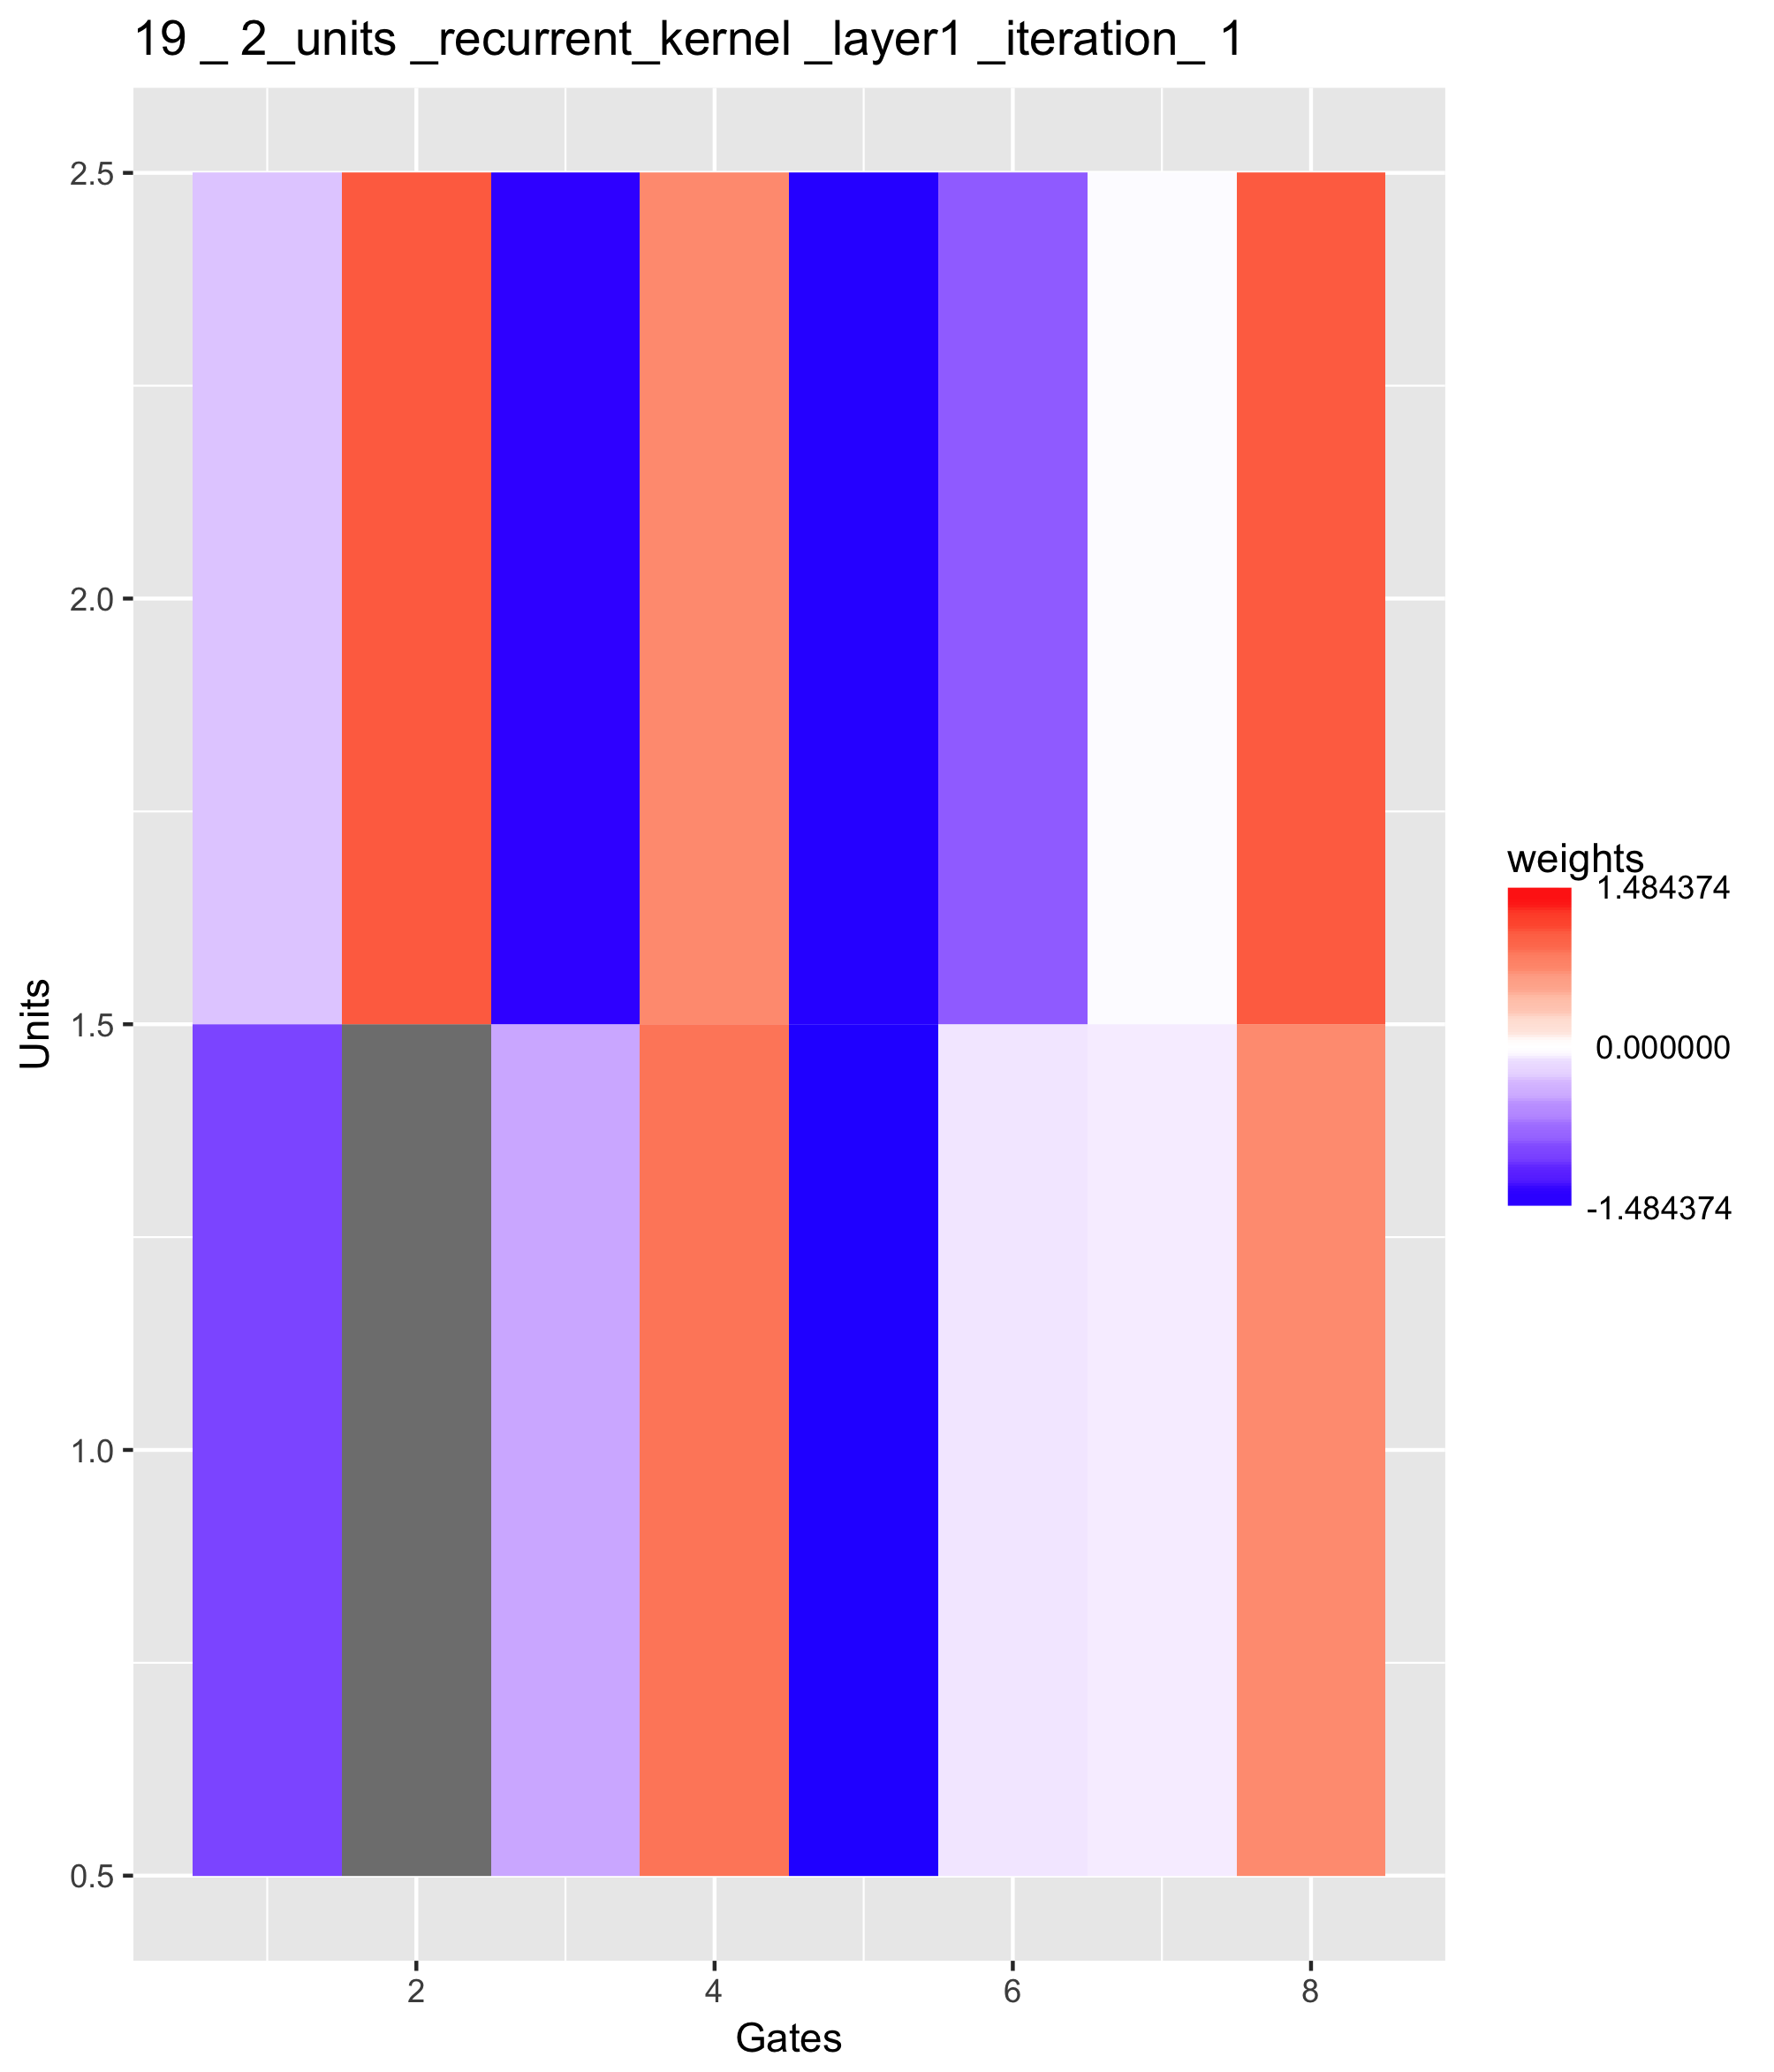 19 _ 2_units _recurrent_kernel _layer1 _iteration_ 1
2.5
2.0
1.5
1.0
0.5
Units
2 4 6 8
Gates
weights
1.484374
0.000000
-1.484374